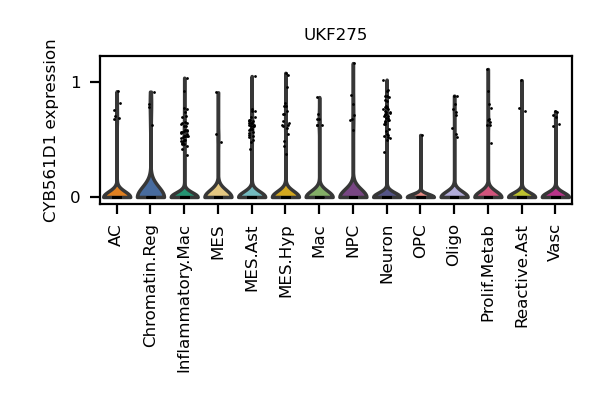 UKF275
CYB561D1 expression
1
0
AC
Chromatin.Reg
Inflammatory.Mac
MES
MES.Ast
MES.Hyp
Mac
NPC
Neuron
OPC
Oligo
Prolif.Metab
Reactive.Ast
Vasc